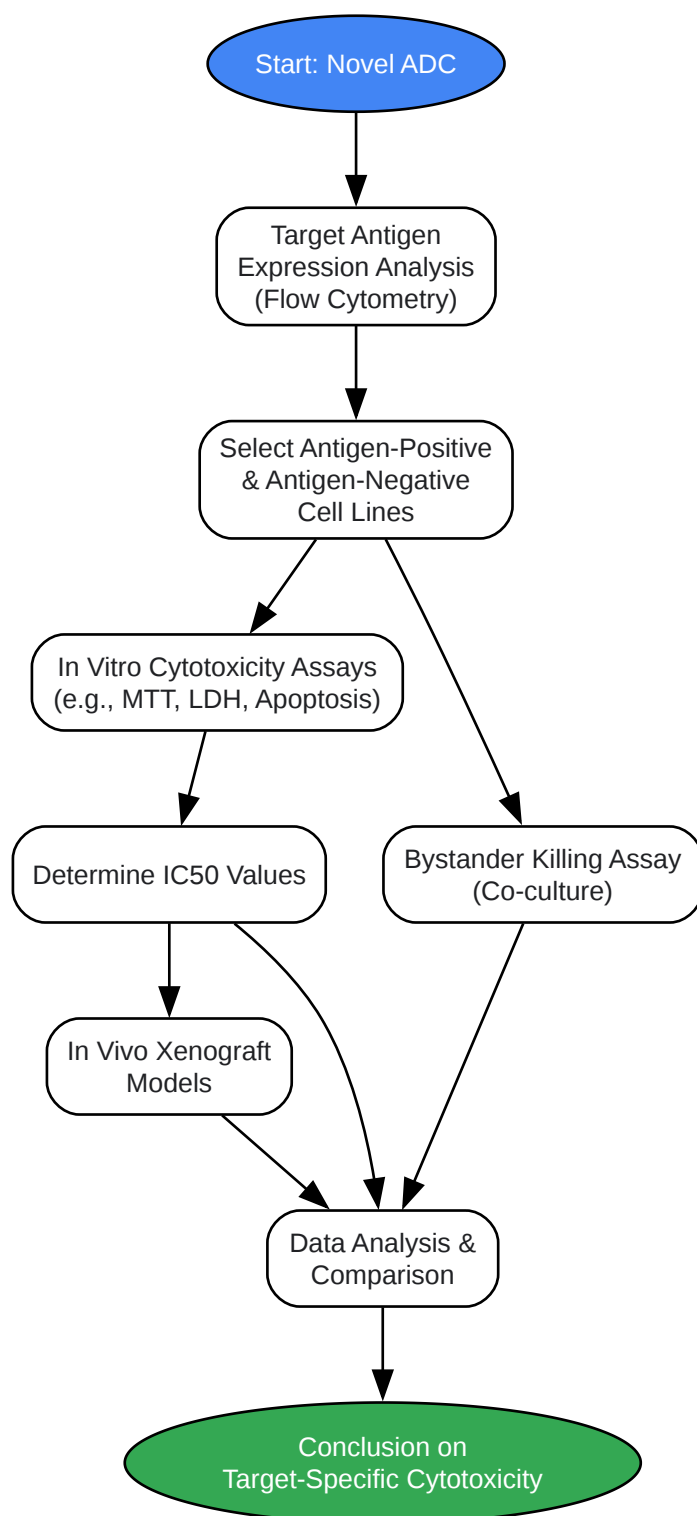 Start: Novel ADC
Target Antigen
Expression Analysis
(Flow Cytometry)
Select Antigen-Positive
& Antigen-Negative
Cell Lines
In Vitro Cytotoxicity Assays
(e.g., MTT, LDH, Apoptosis)
Determine IC50 Values
Bystander Killing Assay
(Co-culture)
In Vivo Xenograft
Models
Data Analysis &
Comparison
Conclusion on
Target-Specific Cytotoxicity